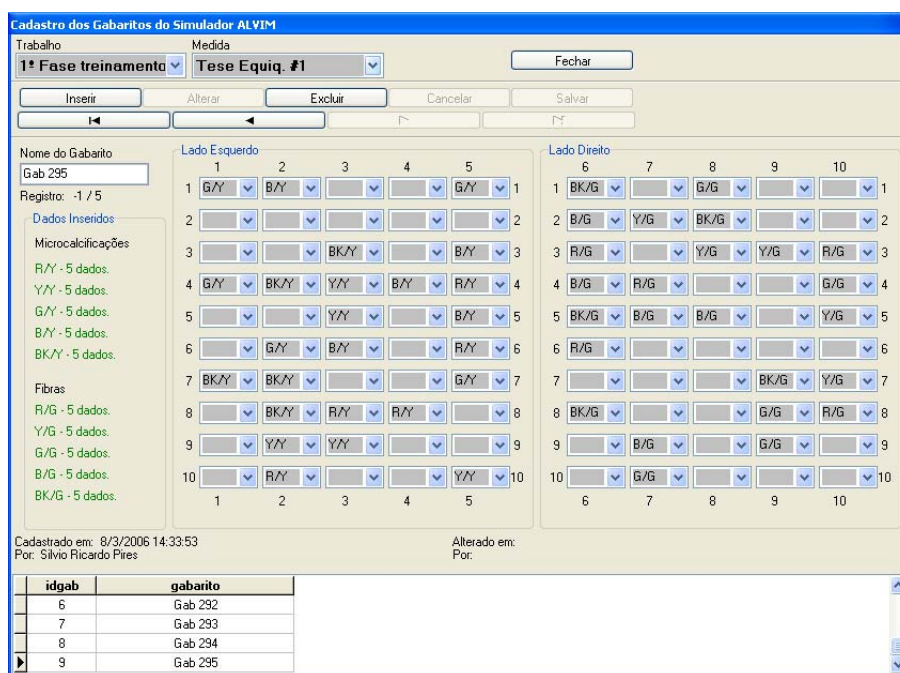 Cadastro dos Gabaritos do Simulador ALVIM
Trabalho Medida
1ª Fase treinamento Tese Equiq. #1 Fechar
Inserir Alterar Excluir Cancelar Salvar
Nome do Gabarito
Gab 295
Registro: -1 / 5
Dados Inseridos
Microcalcificações
R/Y - 5 dados.
Y/Y - 5 dados.
G/Y - 5 dados.
B/Y - 5 dados.
BK/Y - 5 dados.
Fibras
R/G - 5 dados.
Y/G - 5 dados.
G/G - 5 dados.
B/G - 5 dados.
BK/G - 5 dados.
Lado Esquerdo
1 2 3 4 5
1 G/Y B/Y G/Y 1
2 2
3 BK/Y B/Y 3
4 G/Y BK/Y Y/Y B/Y R/Y 4
5 Y/Y B/Y 5
6 G/Y B/Y R/Y 6
7 BK/Y BK/Y G/Y 7
8 BK/Y R/Y R/Y 8
9 Y/Y Y/Y 9
10 R/Y Y/Y 10
1 2 3 4 5
Lado Direito
6 7 8 9 10
1 BK/G G/G 1
2 B/G Y/G BK/G 2
3 R/G Y/G Y/G R/G 3
4 B/G R/G G/G 4
5 BK/G B/G B/G Y/G 5
6 R/G 6
7 BK/G Y/G 7
8 BK/G G/G R/G 8
9 B/G G/G 9
10 G/G 10
6 7 8 9 10
Cadastrado em: 8/3/2006 14:33:53 Alterado em:
Por: Silvio Ricardo Pires Por:
idgab gabarito
6 Gab 292
7 Gab 293
8 Gab 294
9 Gab 295